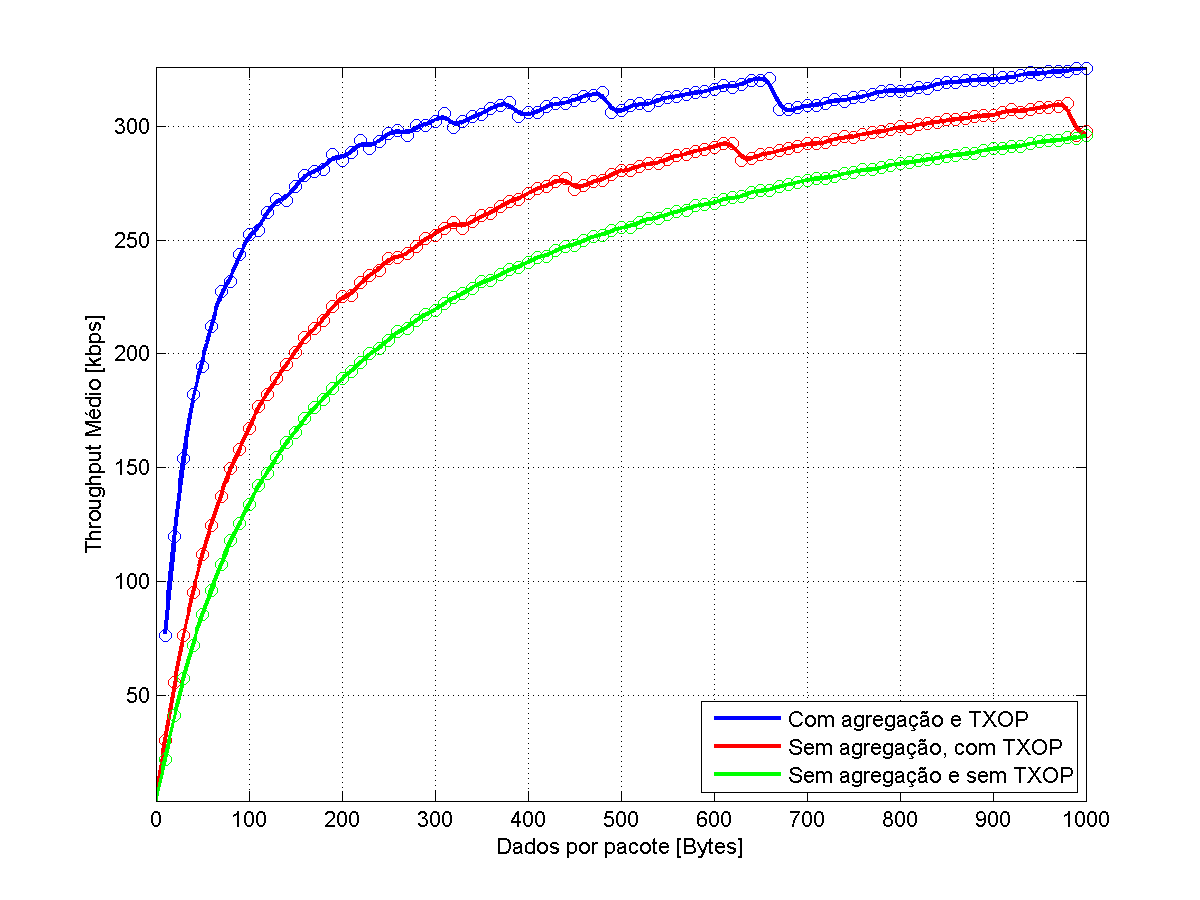 300
250
200
150
100
50
Throughput Médio [kbps]
Com agregação e TXOP
Sem agregação, com TXOP
Sem agregação e sem TXOP
0 100 200 300 400 500 600 700 800 900 1000
Dados por pacote [Bytes]